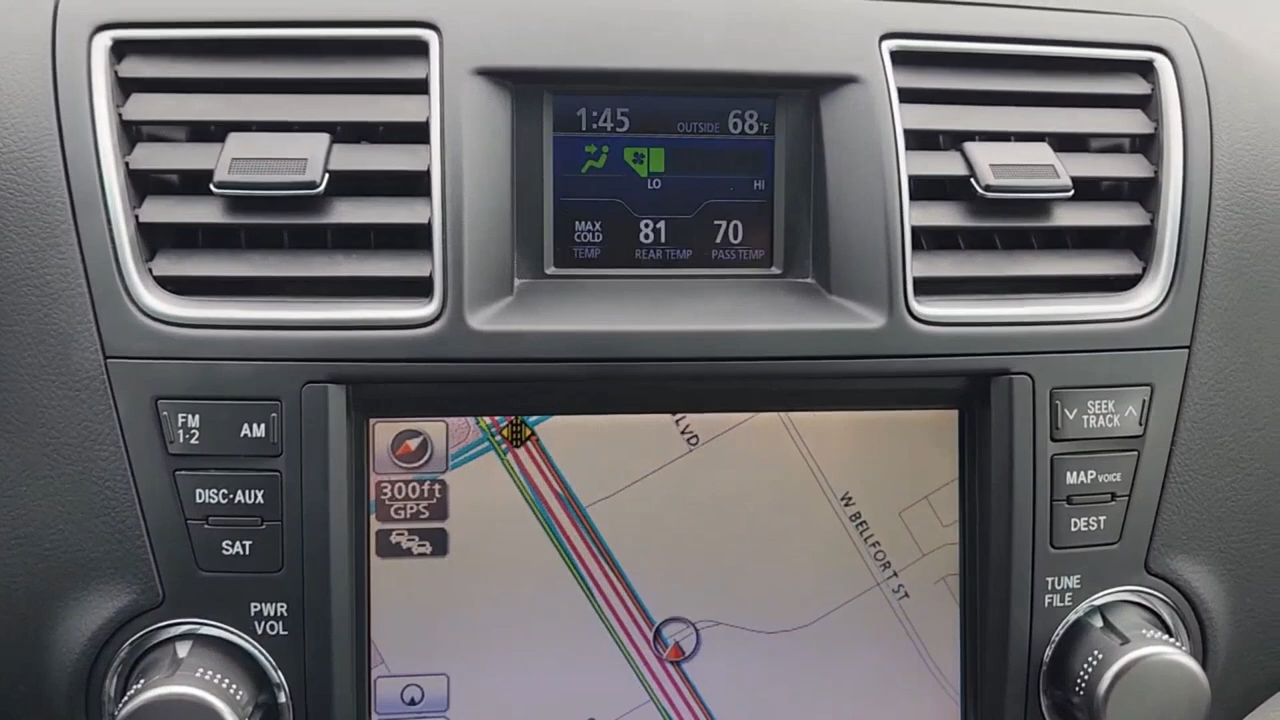 1:45 OUTSIDE 68°F
LO HI
MAX COLD 81 70
TEMP REAR TEMP PASS TEMP
FM 1·2 AM
DISC·AUX
SAT
PWR VOL
300ft
GPS
LVD
W BELLFORT ST
SEEK
TRACK
MAP VOICE
DEST
TUNE
FILE